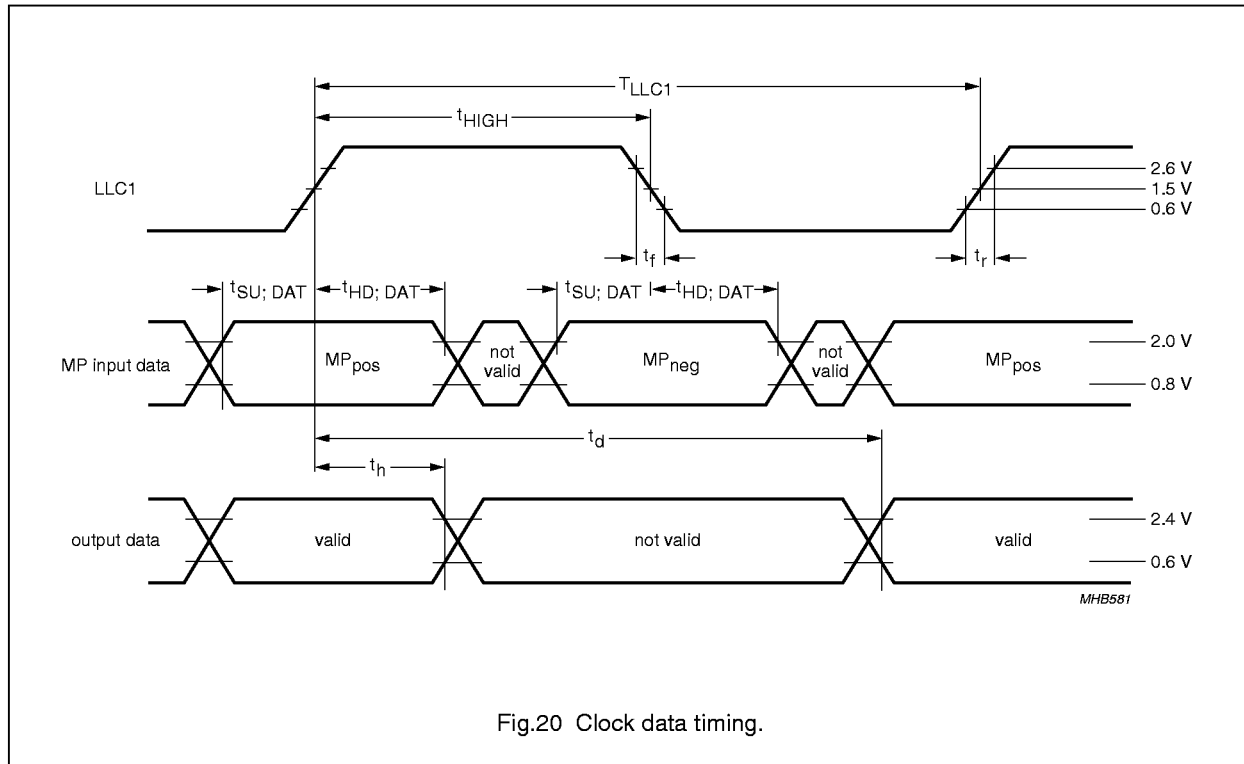 TLLC1
tHIGH
LLC1
2.6 V
1.5 V
0.6 V
tf
tr
tSU; DAT
tHD; DAT
tSU; DAT
tHD; DAT
MP input data
MPpos
not
valid
MPneg
not
valid
MPpos
2.0 V
0.8 V
td
th
output data
valid
not valid
valid
2.4 V
0.6 V
MHB581
Fig.20 Clock data timing.